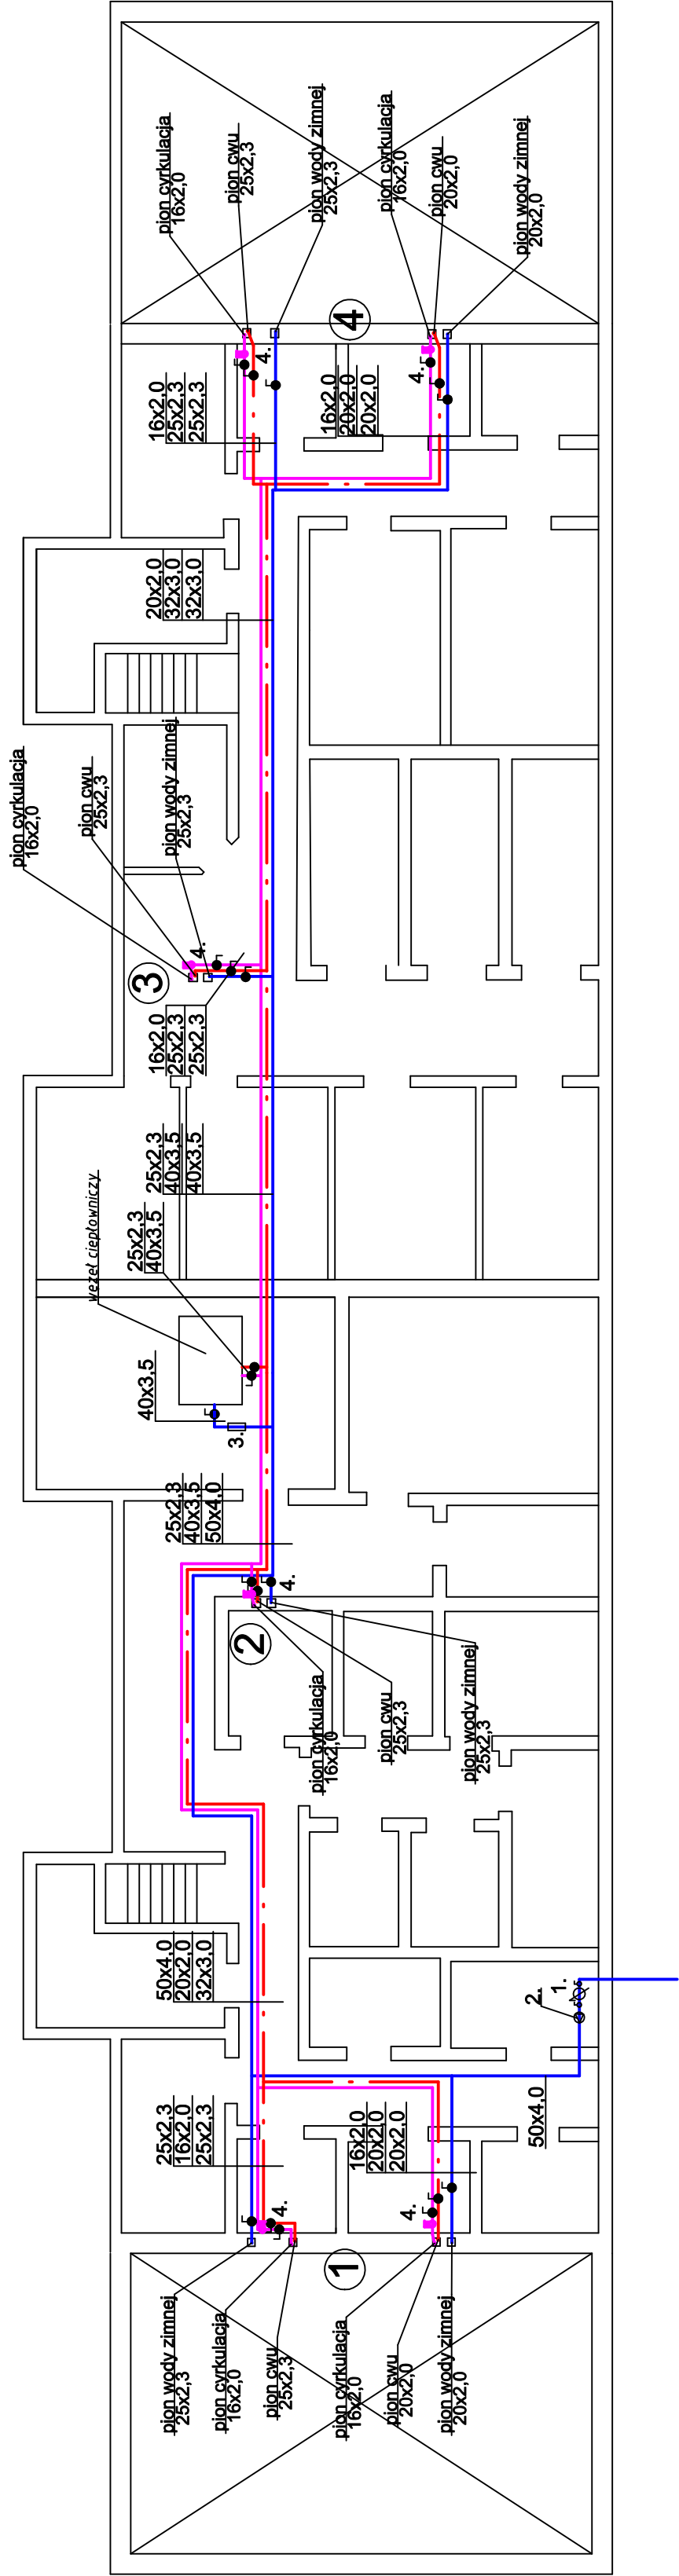 pion cyrkulacja
16x2,0
pion cwu
25x2,3
pion wody zimnej
25x2,3
pion cyrkulacja
16x2,0
pion cwu
20x2,0
pion wody zimnej
20x2,0
4
4.
4.
16x2,0
25x2,3
25x2,3
16x2,0
20x2,0
20x2,0
20x2,0
32x3,0
32x3,0
pion cyrkulacja
16x2,0
pion cwu
25x2,3
pion wody zimnej
25x2,3
3
4.
16x2,0
25x2,3
25x2,3
25x2,3
40x3,5
40x3,5
węzeł ciepłowniczy
25x2,3
40x3,5
40x3,5
3.
25x2,3
40x3,5
50x4,0
4.
2
pion cyrkulacja
16x2,0
pion cwu
25x2,3
pion wody zimnej
25x2,3
50x4,0
20x2,0
32x3,0
2.
1.
50x4,0
25x2,3
16x2,0
25x2,3
16x2,0
20x2,0
20x2,0
4.
4.
1
pion wody zimnej
25x2,3
pion cyrkulacja
16x2,0
pion cwu
25x2,3
pion cyrkulacja
16x2,0
pion cwu
20x2,0
pion wody zimnej
20x2,0